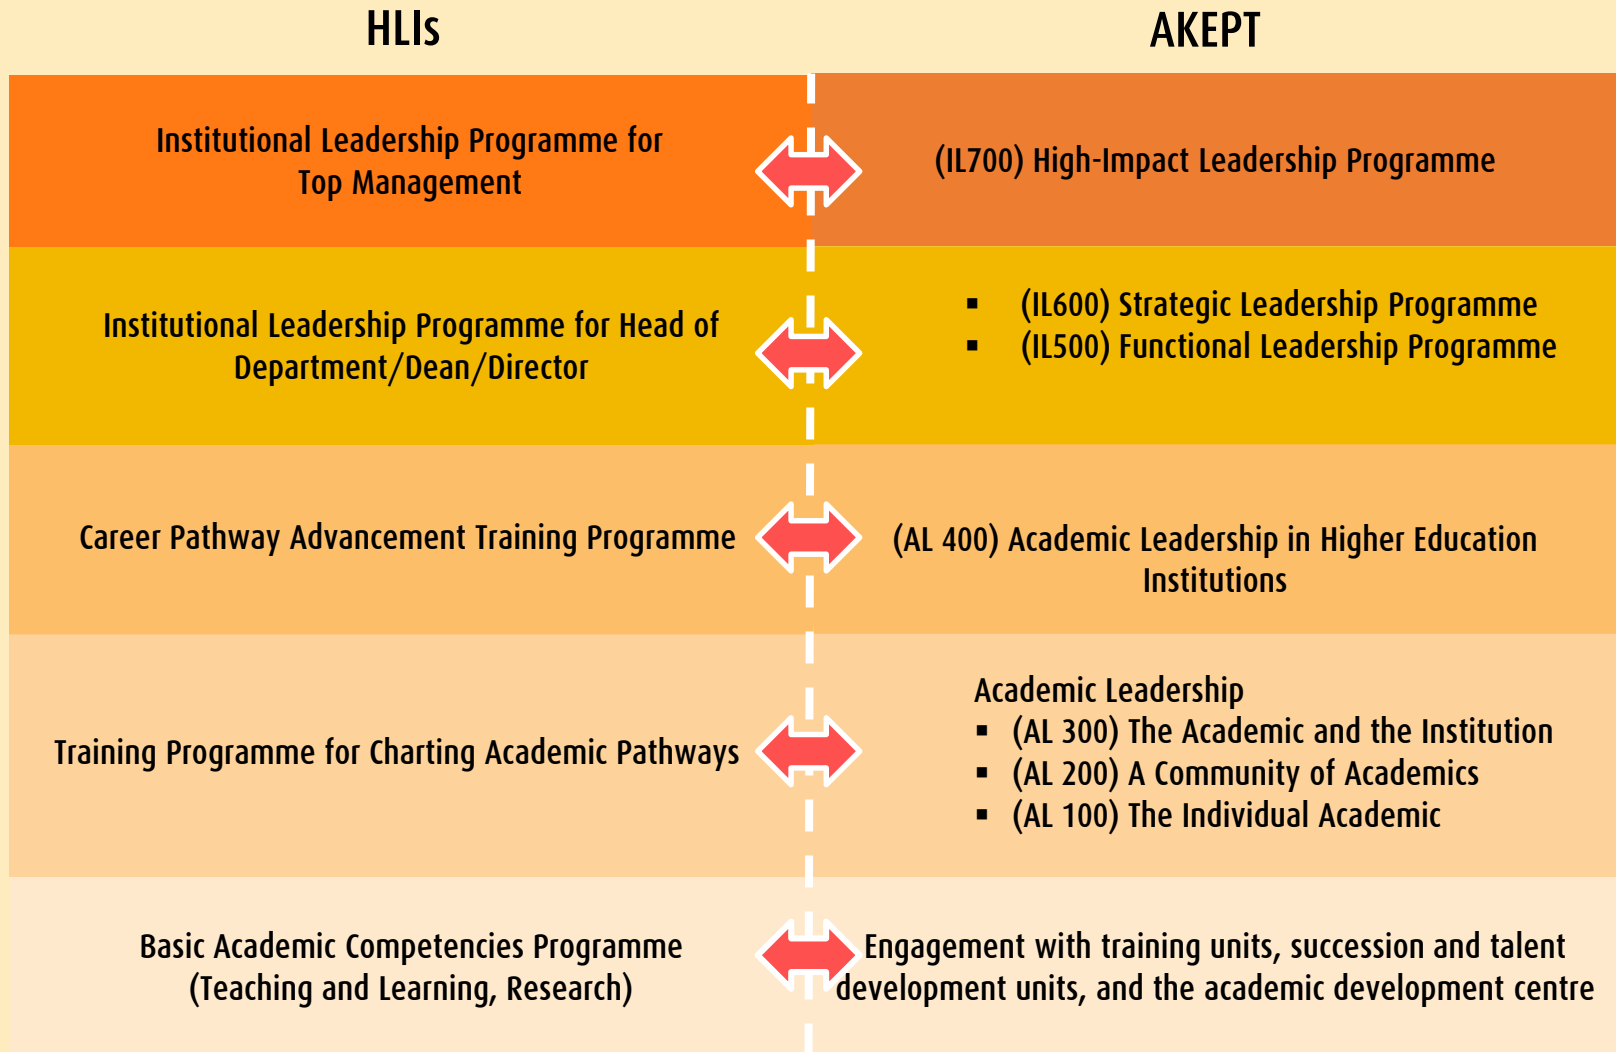 HLIs
AKEPT
Institutional Leadership Programme for
Top Management
(IL700) High-Impact Leadership Programme
Institutional Leadership Programme for Head of
Department/Dean/Director
▪ (IL600) Strategic Leadership Programme
▪ (IL500) Functional Leadership Programme
Career Pathway Advancement Training Programme
(AL 400) Academic Leadership in Higher Education
Institutions
Training Programme for Charting Academic Pathways
Academic Leadership
▪ (AL 300) The Academic and the Institution
▪ (AL 200) A Community of Academics
▪ (AL 100) The Individual Academic
Basic Academic Competencies Programme
(Teaching and Learning, Research)
Engagement with training units, succession and talent
development units, and the academic development centre